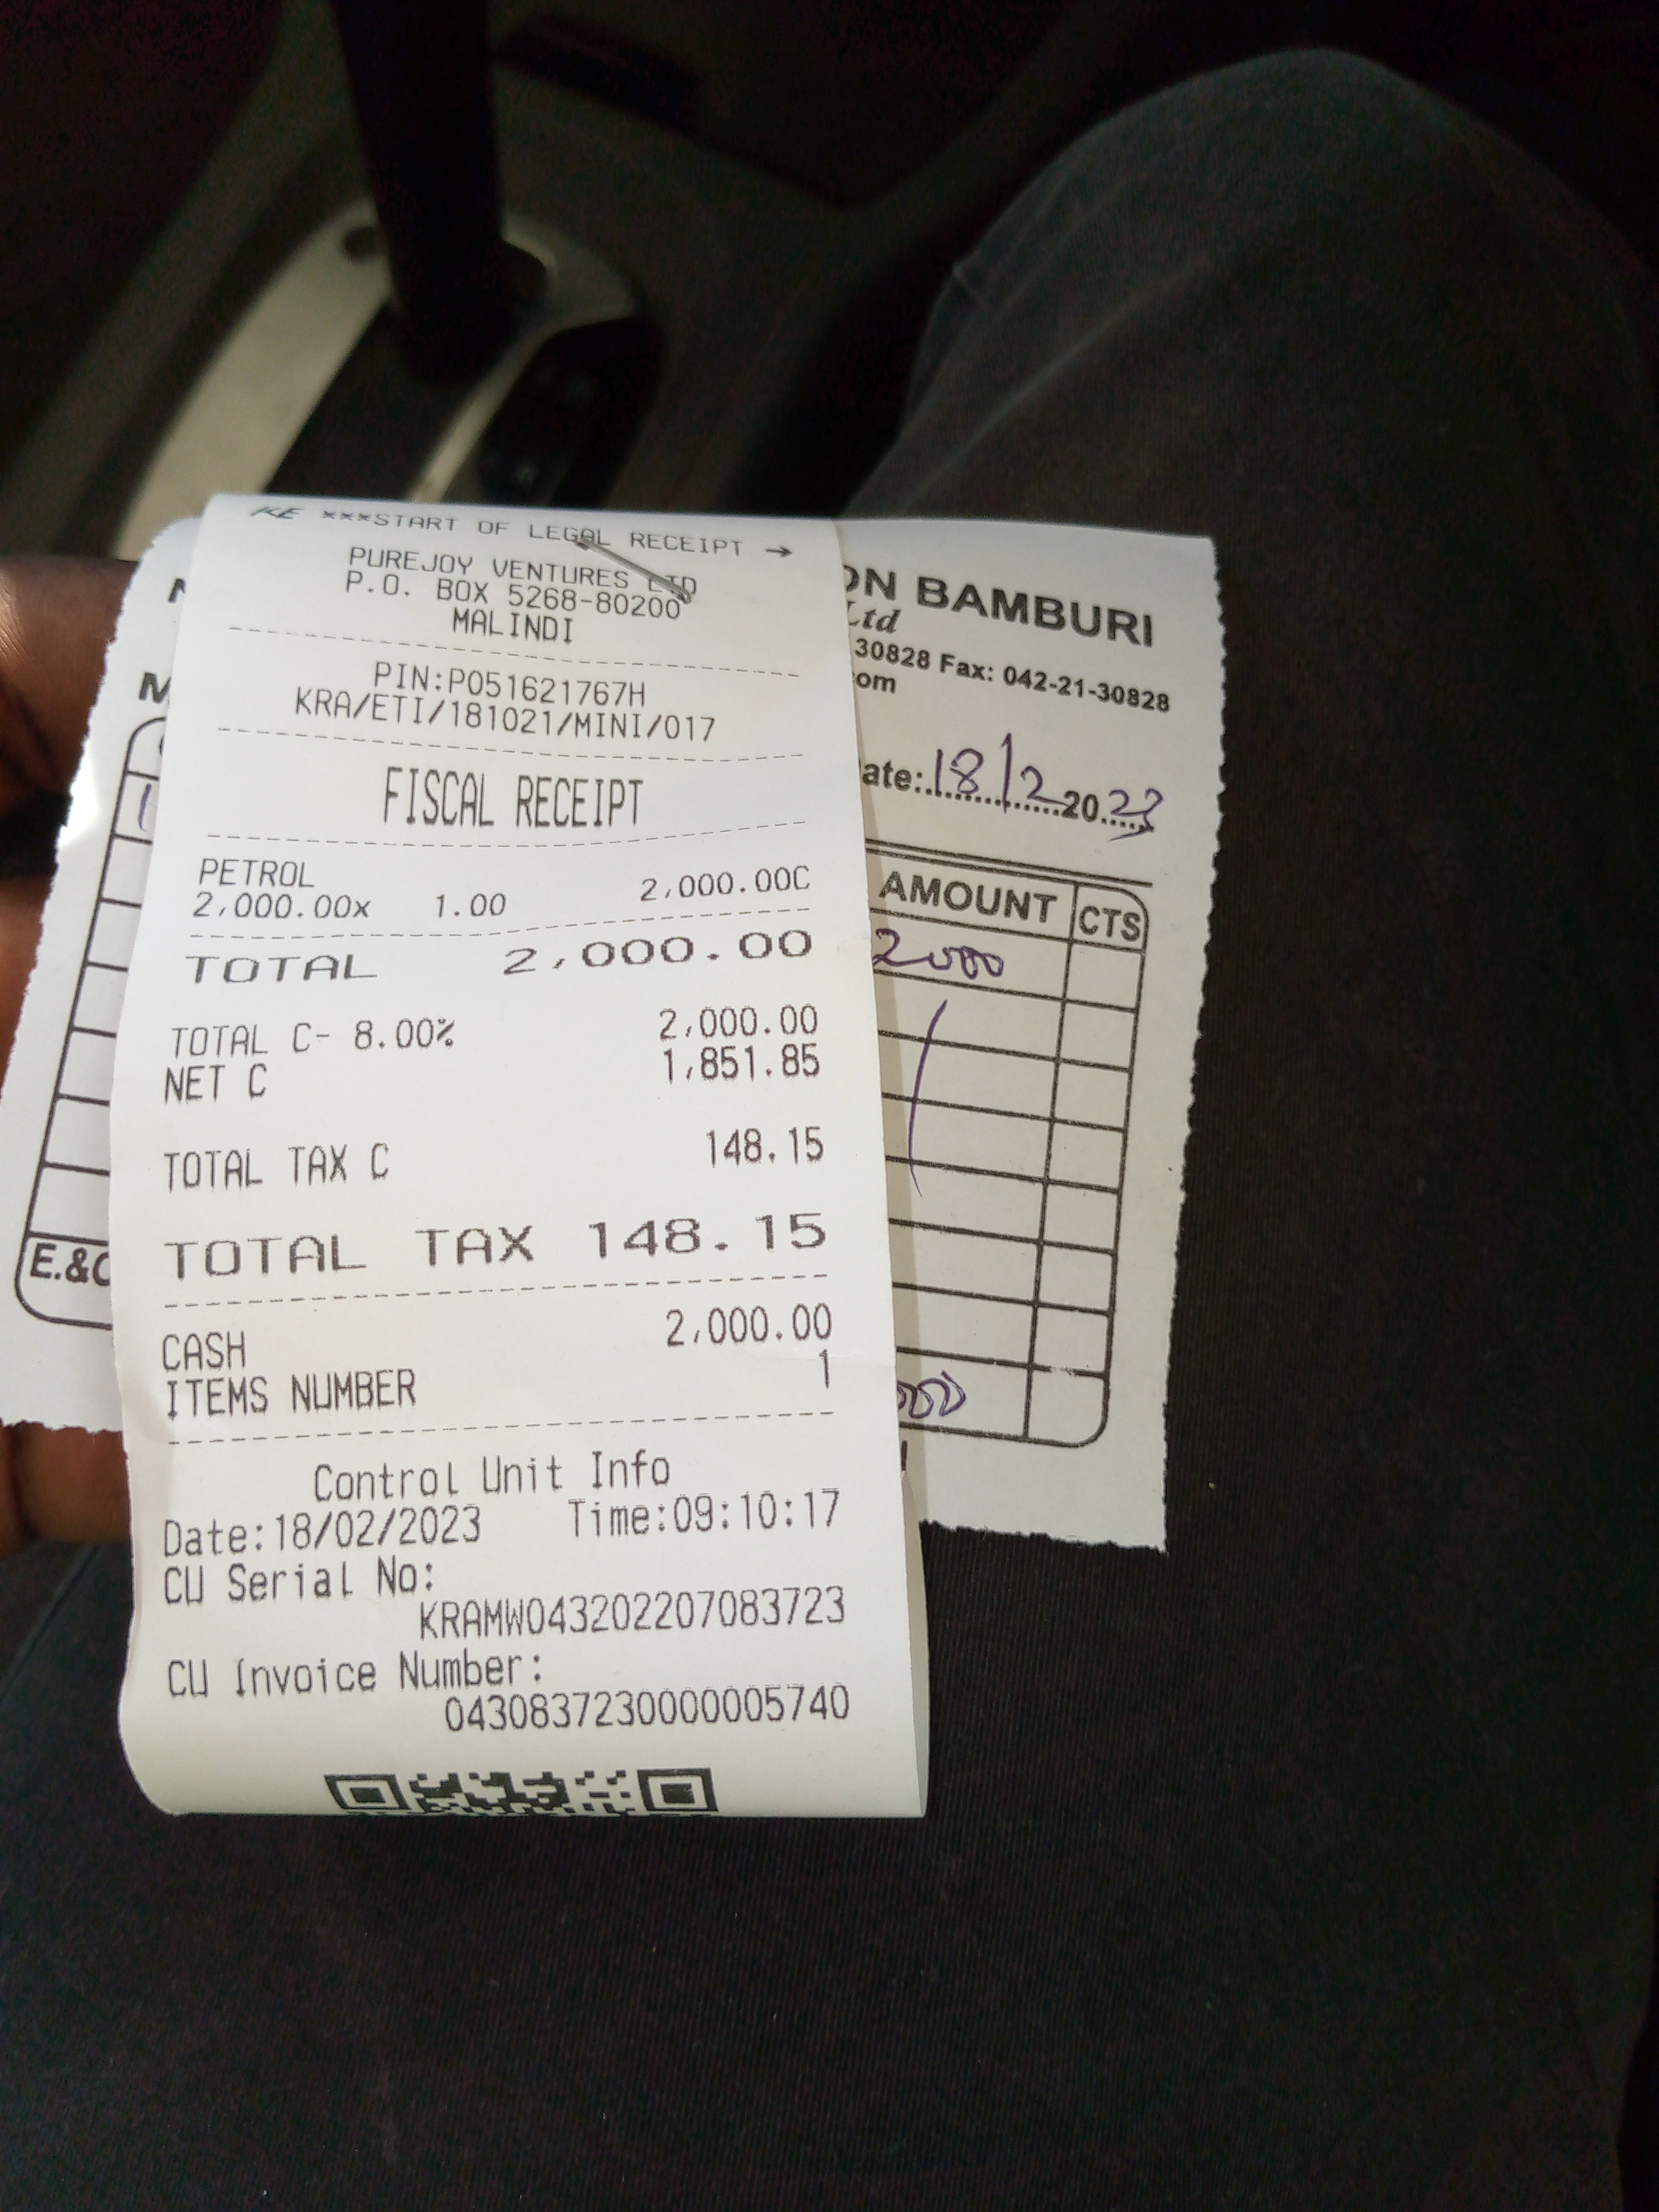 KE ***START OF LEGAL RECEIPT →
PUREJOY VENTURES LTD
P.O. BOX 5268-80200
MALINDI
PIN:P051621767H
KRA/ETI/181021/MINI/017
FISCAL RECEIPT
PETROL
2,000.00x 1.00 2,000.00C
TOTAL 2,000.00
TOTAL C- 8.00% 2,000.00
NET C 1,851.85
TOTAL TAX C 148.15
TOTAL TAX 148.15
CASH 2,000.00
ITEMS NUMBER 1
Control Unit Info
Date:18/02/2023 Time:09:10:17
CU Serial No:
KRAMW043202207083723
CU Invoice Number:
0430837230000005740
ON BAMBURI
Ltd
30828 Fax: 042-21-30828
om
ate:18/2 2023
AMOUNT CTS
2000
000
E.&O